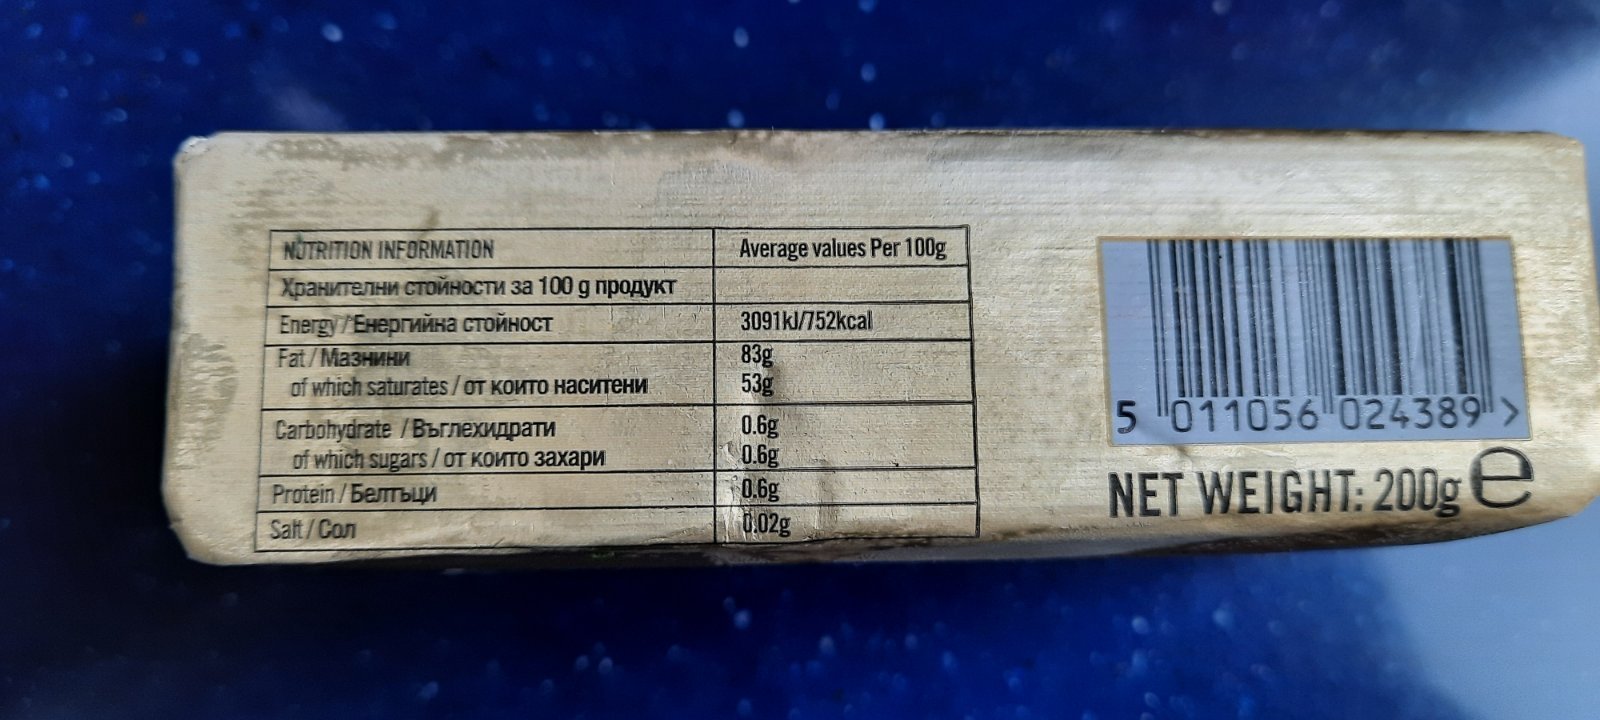 NUTRITION INFORMATION Average values Per 100g
Хранителни стойности за 100 g продукт
Energy / Енергийна стойност 3091kJ/752kcal
Fat / Мазнини 83g
of which saturates / от които наситени 53g
Carbohydrate / Въглехидрати 0.6g
of which sugars / от които захари 0.6g
Protein / Белтъци 0.6g
Salt / Сол 0.02g
5 011056 024389 >
NET WEIGHT: 200g e